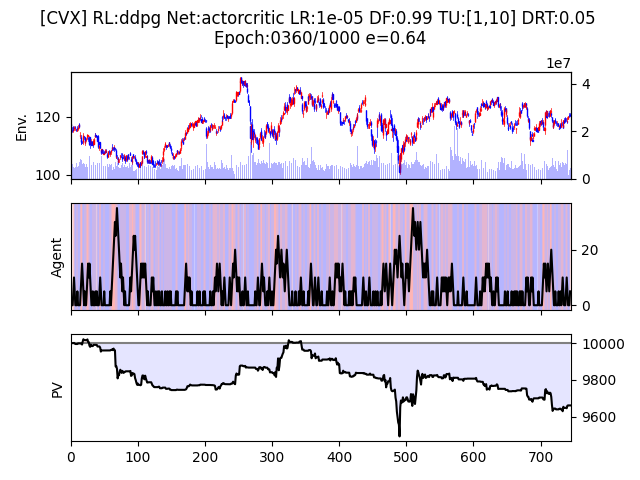 [CVX] RL:ddpg Net:actorcritic LR:1e-05 DF:0.99 TU:[1,10] DRT:0.05
Epoch:0360/1000 e=0.64
1e7
Env.
120
100
4
2
0
Agent
20
0
PV
10000
9800
9600
0 100 200 300 400 500 600 700